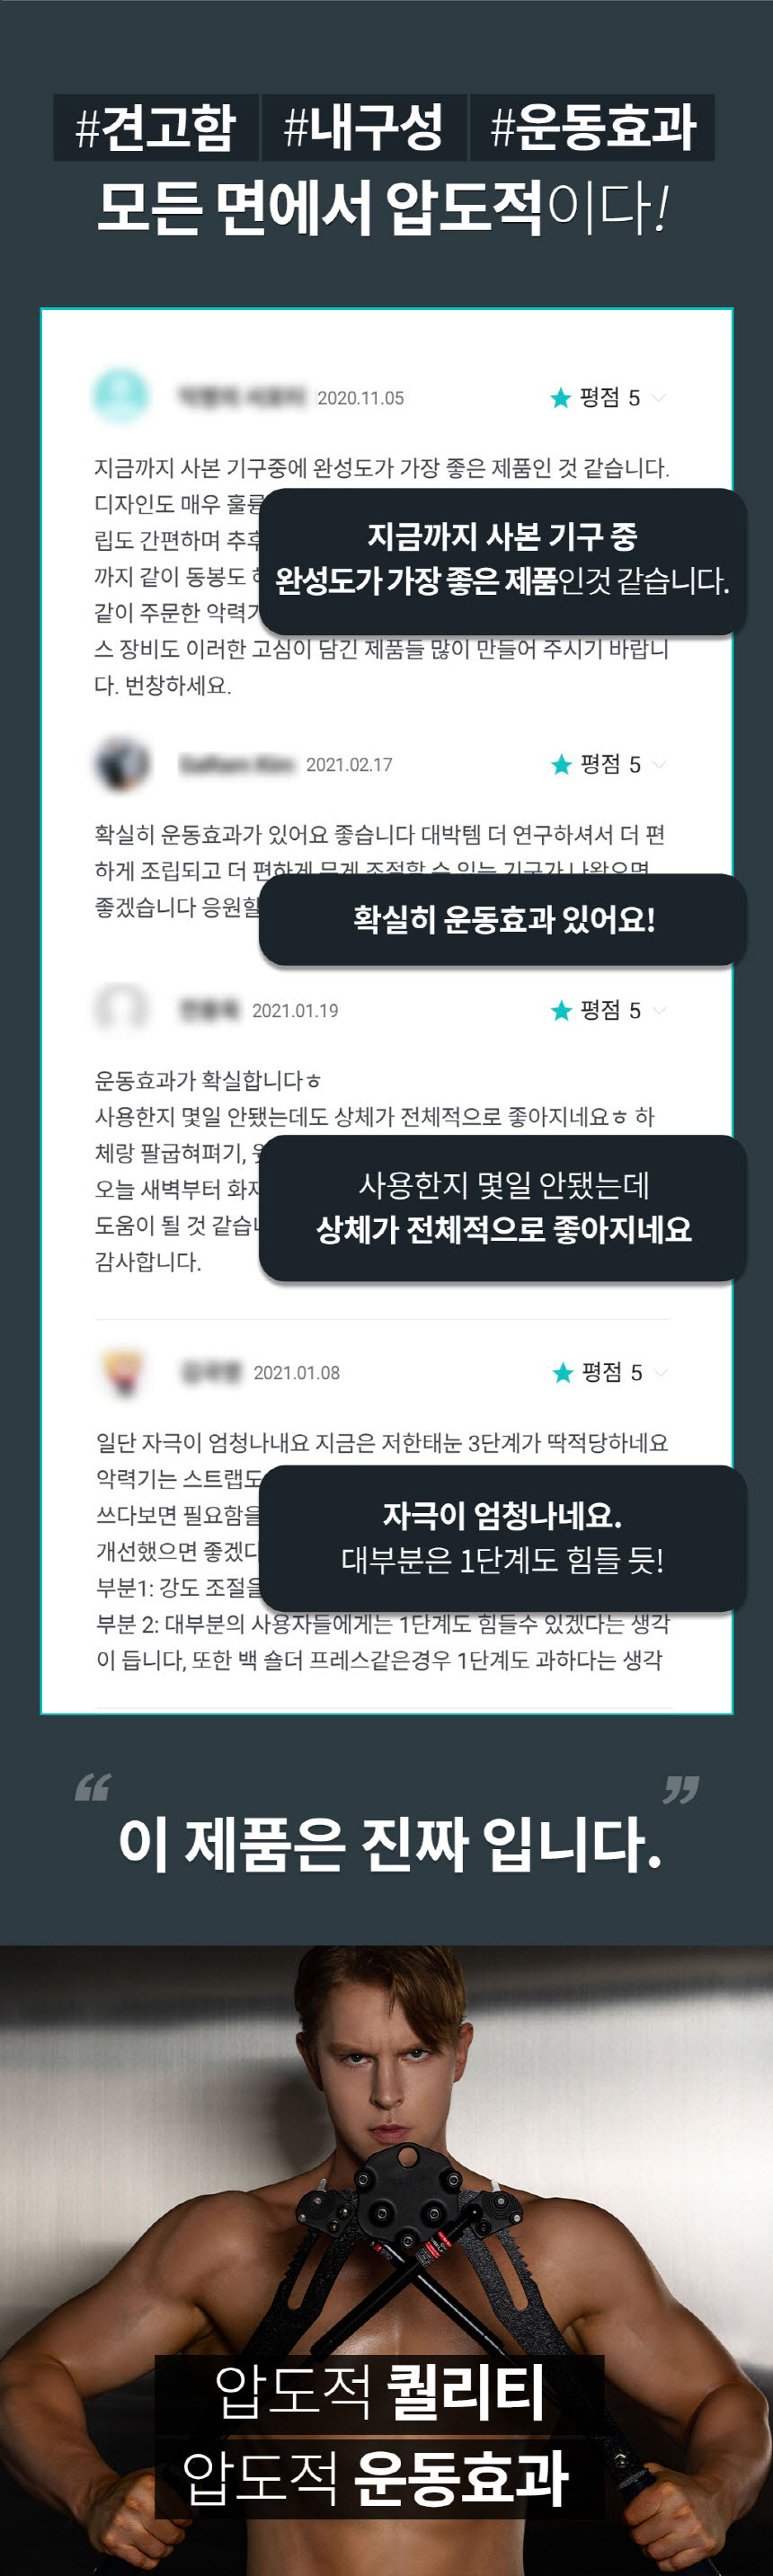 #견고함 #내구성 #운동효과
모든 면에서 압도적이다!
2020.11.05 평점 5
지금까지 사본 기구중에 완성도가 가장 좋은 제품인 것 같습니다.
디자인도 매우 훌륭
립도 간편하며 추후
까지 같이 동봉도
같이 주문한 악력기
스 장비도 이러한 고심이 담긴 제품들 많이 만들어 주시기 바랍니
다. 번창하세요.
지금까지 사본 기구 중
완성도가 가장 좋은 제품인것 같습니다.
2021.02.17 평점 5
확실히 운동효과가 있어요 좋습니다 대박템 더 연구하셔서 더 편
하게 조립되고 더 편하게 무게 조절할 수 있는 기구가 나왔으면
좋겠습니다 응원할
확실히 운동효과 있어요!
2021.01.19 평점 5
운동효과가 확실합니다ㅎ
사용한지 몇일 안됐는데도 상체가 전체적으로 좋아지네요ㅎ 하
체랑 팔굽혀펴기,
오늘 새벽부터 화
도움이 될 것 같습
감사합니다.
사용한지 몇일 안됐는데
상체가 전체적으로 좋아지네요
2021.01.08 평점 5
일단 자극이 엄청나내요 지금은 저한태는 3단계가 딱적당하네요
악력기는 스트랩도
쓰다보면 필요함을
개선했으면 좋겠다
부분1: 강도 조절을
부분 2: 대부분의 사용자들에게는 1단계도 힘들수 있겠다는 생각
이 듭니다, 또한 백 숄더 프레스같은경우 1단계도 과하다는 생각
자극이 엄청나네요.
대부분은 1단계도 힘들 듯!
“ ”
이 제품은 진짜 입니다.
압도적 퀄리티
압도적 운동효과